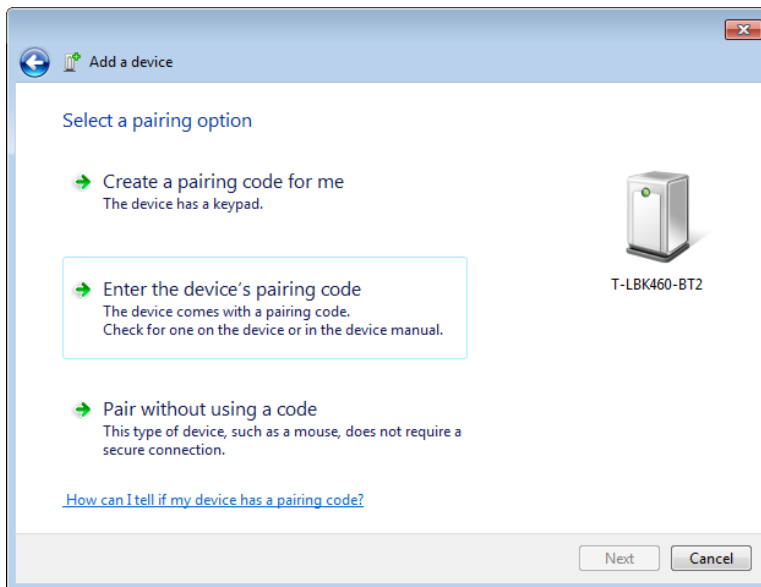 Add a device
Select a pairing option
Create a pairing code for me
The device has a keypad.
T-LBK460-BT2
Enter the device's pairing code
The device comes with a pairing code.
Check for one on the device or in the device manual.
Pair without using a code
This type of device, such as a mouse, does not require a
secure connection.
How can I tell if my device has a pairing code?
Next
Cancel